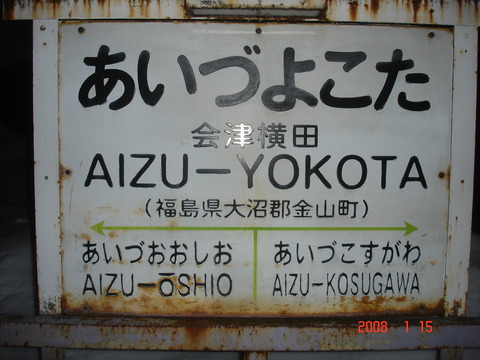 あいづよこた
会津横田
AIZU－YOKOTA
(福島県大沼郡金山町)
あいづおおしお あいづこすがわ
AIZU－ōSHIO AIZU－KOSUGAWA
2008 1 15